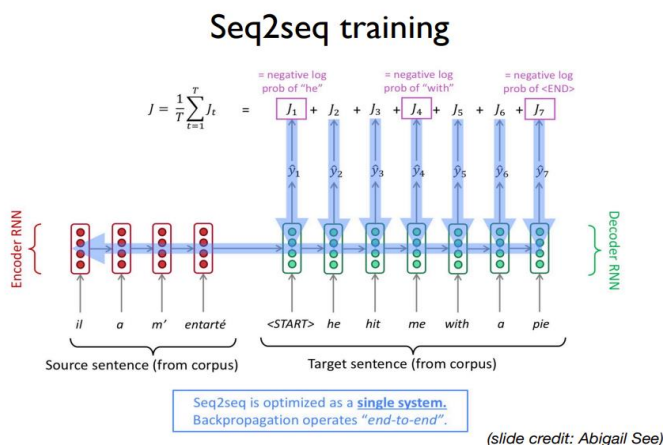 Seq2seq training
= negative log
prob of "he"
= negative log
prob of "with"
= negative log
prob of <END>
J = 1/T ∑ᵀₜ₌₁ Jₜ = J₁ + J₂ + J₃ + J₄ + J₅ + J₆ + J₇
ŷ₁ ŷ₂ ŷ₃ ŷ₄ ŷ₅ ŷ₆ ŷ₇
Encoder RNN
Decoder RNN
il a m' entarté <START> he hit me with a pie
Source sentence (from corpus) Target sentence (from corpus)
Seq2seq is optimized as a single system.
Backpropagation operates "end-to-end".
(slide credit: Abigail See)